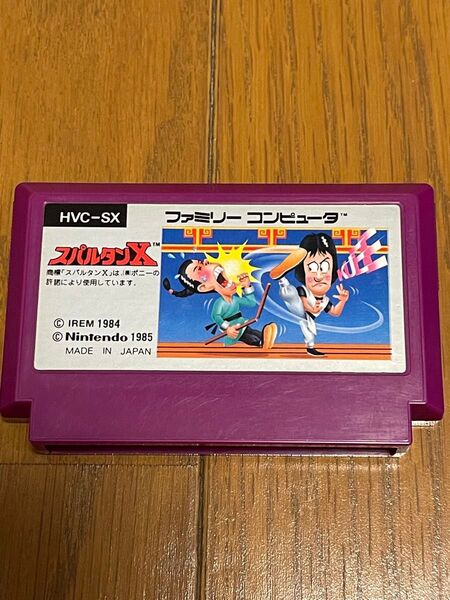 HVC-SX
ファミリー コンピュータ™
スパルタンX™
商標「スパルタンX」は、㈱ポニーの
許諾により使用しています。
© IREM 1984
© Nintendo 1985
MADE IN JAPAN